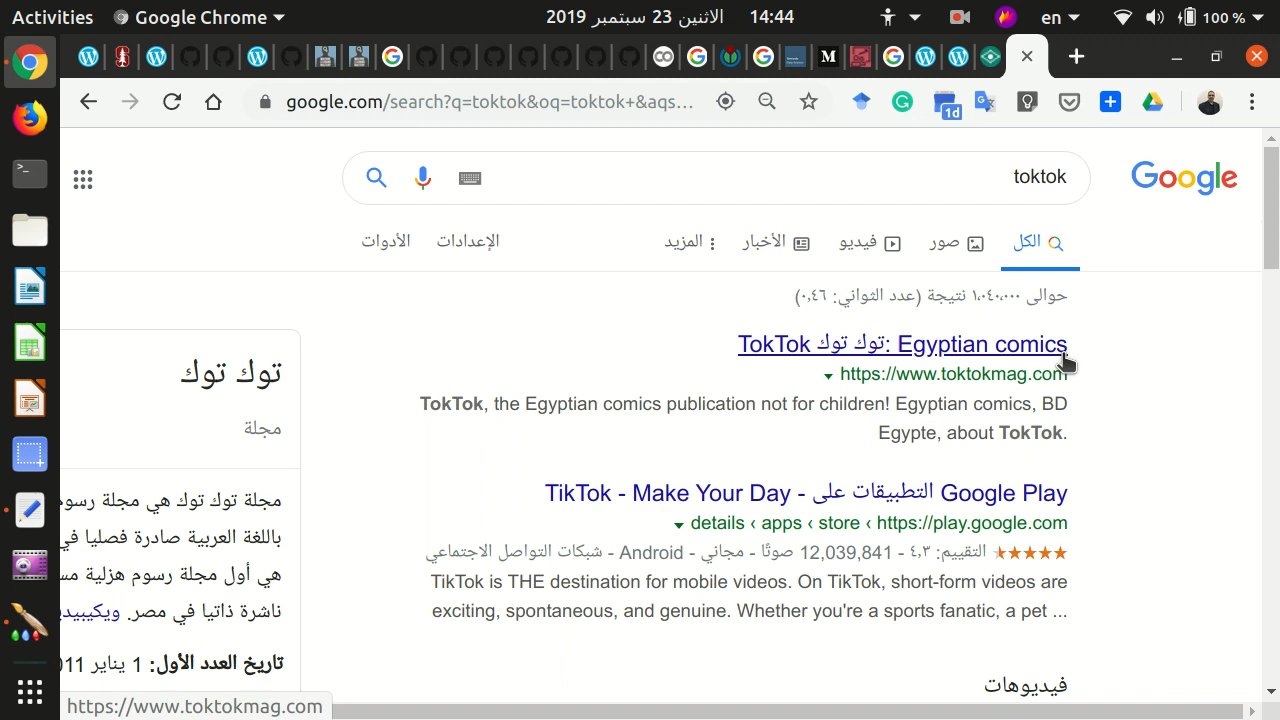 Activities
Google Chrome
الاثنين 23 سبتمبر 2019
14:44
en
100 %
google.com/search?q=toktok&oq=toktok+&aqs...
1d
toktok
Google
الكل
صور
فيديو
الأخبار
المزيد
الإعدادات
الأدوات
حوالى ١٬٠٤٠٬٠٠٠ نتيجة (عدد الثواني: ٠٫٤٦)
TokTok توك توك: Egyptian comics
https://www.toktokmag.com
TokTok, the Egyptian comics publication not for children! Egyptian comics, BD
Egypte, about TokTok.
TikTok - Make Your Day - التطبيقات على Google Play
details ‹ apps ‹ store ‹ https://play.google.com
التقييم: ٤٫٣ - 12,039,841 صوتًا - مجاني - Android - شبكات التواصل الاجتماعي
TikTok is THE destination for mobile videos. On TikTok, short-form videos are
exciting, spontaneous, and genuine. Whether you're a sports fanatic, a pet ...
فيديوهات
توك توك
مجلة
مجلة توك توك هي مجلة رسوم
باللغة العربية صادرة فصليا في
هي أول مجلة رسوم هزلية
ناشرة ذاتيا في مصر. ويكيبيد
تاريخ العدد الأول: 1 يناير 011
https://www.toktokmag.com